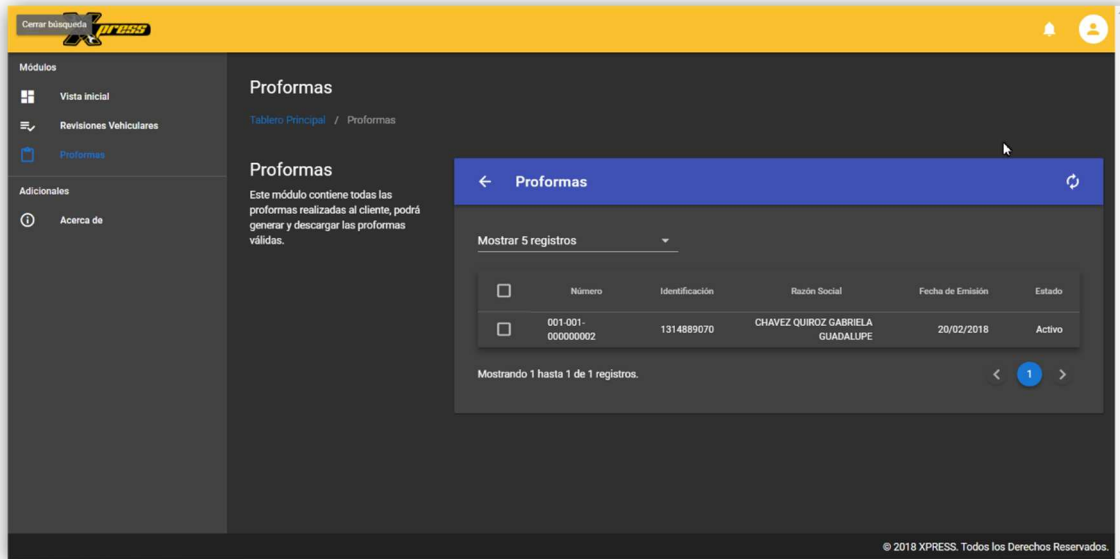 Cerrar búsqueda
Xpress
Módulos
Vista inicial
Revisiones Vehiculares
Proformas
Adicionales
Acerca de
Proformas
Tablero Principal / Proformas
Proformas
Este módulo contiene todas las
proformas realizadas al cliente, podrá
generar y descargar las proformas
válidas.
Proformas
Mostrar 5 registros
Número Identificación Razón Social Fecha de Emisión Estado
001-001-
000000002
1314889070
CHAVEZ QUIROZ GABRIELA
GUADALUPE
20/02/2018
Activo
Mostrando 1 hasta 1 de 1 registros.
1
© 2018 XPRESS. Todos los Derechos Reservados.